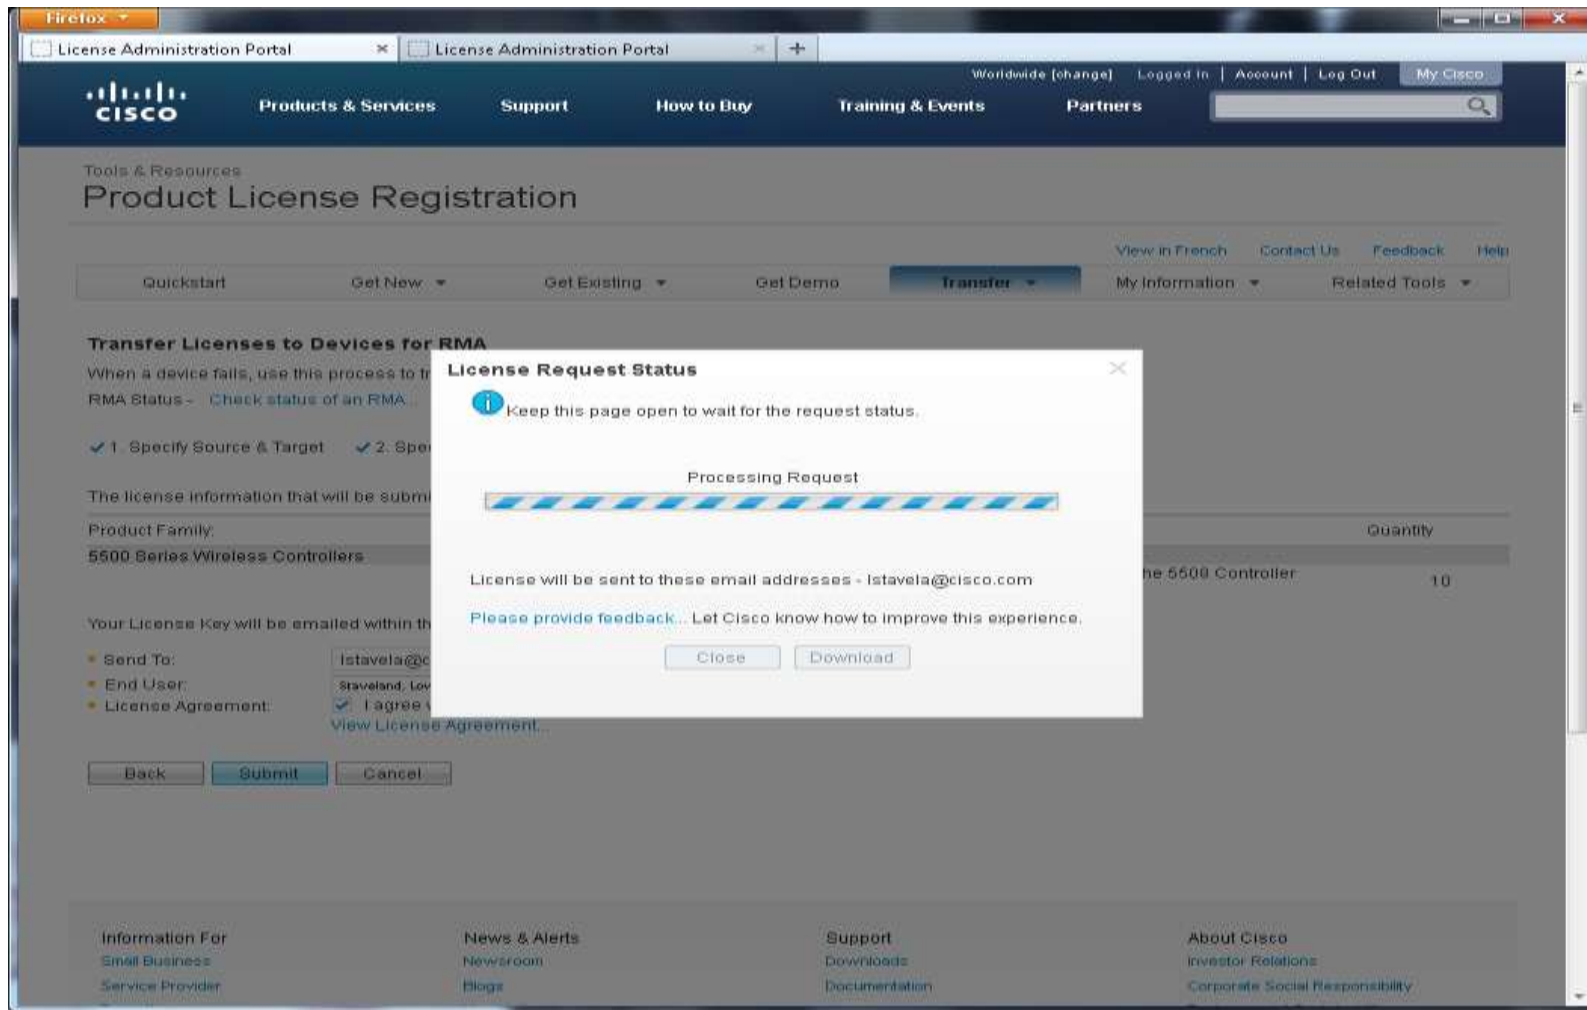 Firefox
License Administration Portal
License Administration Portal
Worldwide [change] Logged In | Account | Log Out My Cisco
CISCO
Products & Services Support How to Buy Training & Events Partners
Tools & Resources
Product License Registration
View in French Contact Us Feedback Help
Quickstart Get New Get Existing Get Demo Transfer My Information Related Tools
Transfer Licenses to Devices for RMA
When a device fails, use this process to tr
RMA Status - Check status of an RMA...
1. Specify Source & Target 2. Spe
The license information that will be submi
Product Family:
Quantity
5500 Series Wireless Controllers
he 5508 Controller
10
Your License Key will be emailed within th
Send To: lstavela@c
End User: Staveland, Lov
License Agreement: I agree
View License Agreement...
Back Submit Cancel
License Request Status
Keep this page open to wait for the request status.
Processing Request
License will be sent to these email addresses - lstavela@cisco.com
Please provide feedback... Let Cisco know how to improve this experience.
Close Download
Information For News & Alerts Support About Cisco
Small Business Newsroom Downloads Investor Relations
Service Provider Blogs Documentation Corporate Social Responsibility